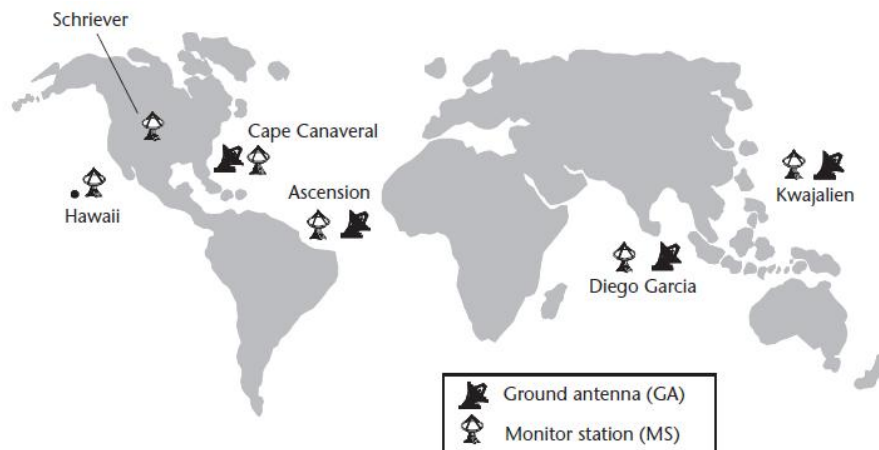 Schriever
Cape Canaveral
Ascension
Hawaii
Kwajalien
Diego Garcia
Ground antenna (GA)
Monitor station (MS)